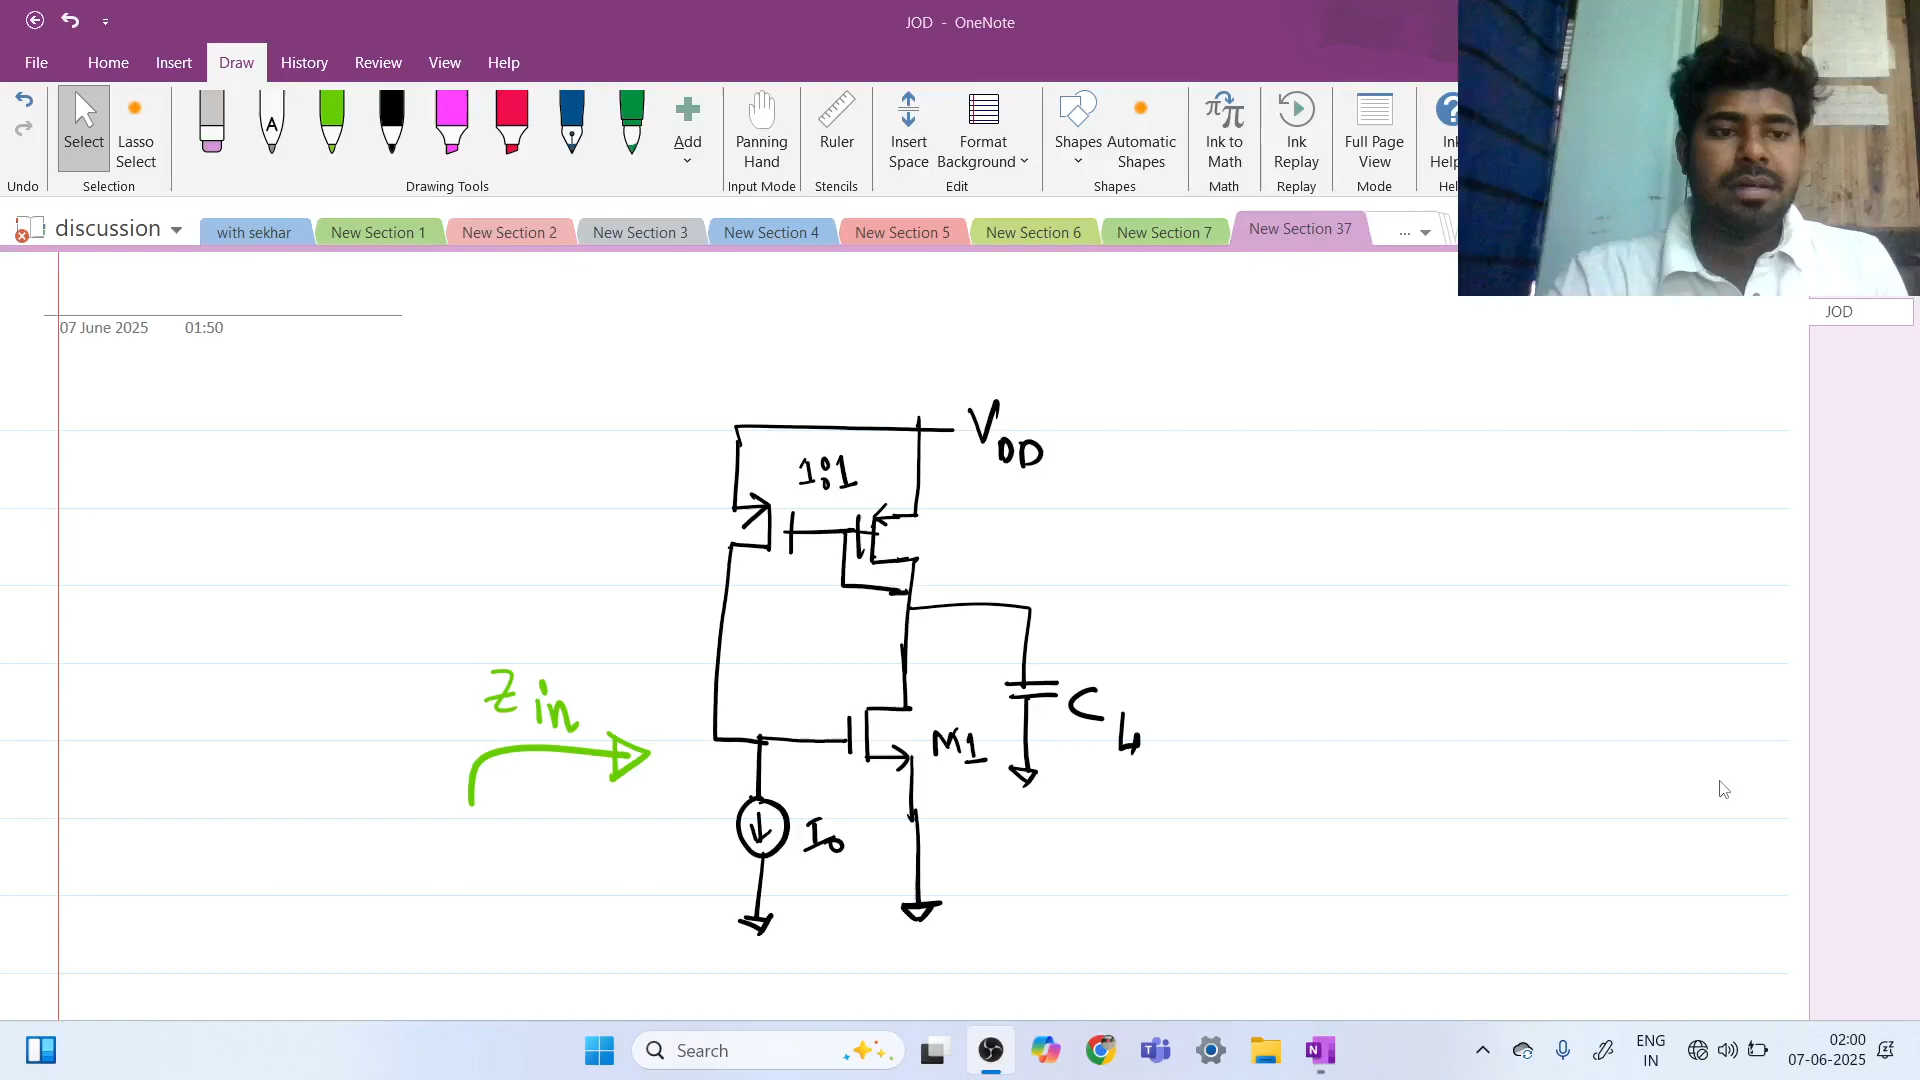 JOD - OneNote
File Home Insert Draw History Review View Help
Select
Lasso Select
A
Add
Panning Hand
Ruler
Insert Space
Format Background
Shapes
Automatic Shapes
Ink to Math
Ink Replay
Full Page View
Undo Selection Drawing Tools Input Mode Stencils Edit Shapes Math Replay Mode
discussion with sekhar New Section 1 New Section 2 New Section 3 New Section 4 New Section 5 New Section 6 New Section 7 New Section 37 ...
JOD
07 June 2025 01:50
VDD
1:1
Zin
CL
M1
I0
Search
ENG IN
02:00
07-06-2025